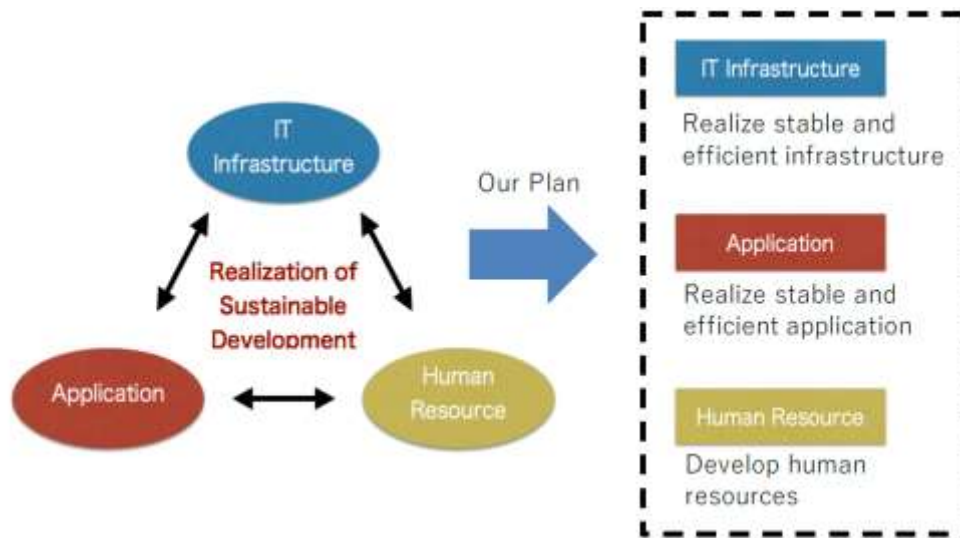 IT
Infrastructure
Realization of
Sustainable
Development
Application
Human
Resource
Our Plan
IT Infrastructure
Realize stable and
efficient infrastructure
Application
Realize stable and
efficient application
Human Resource
Develop human
resources